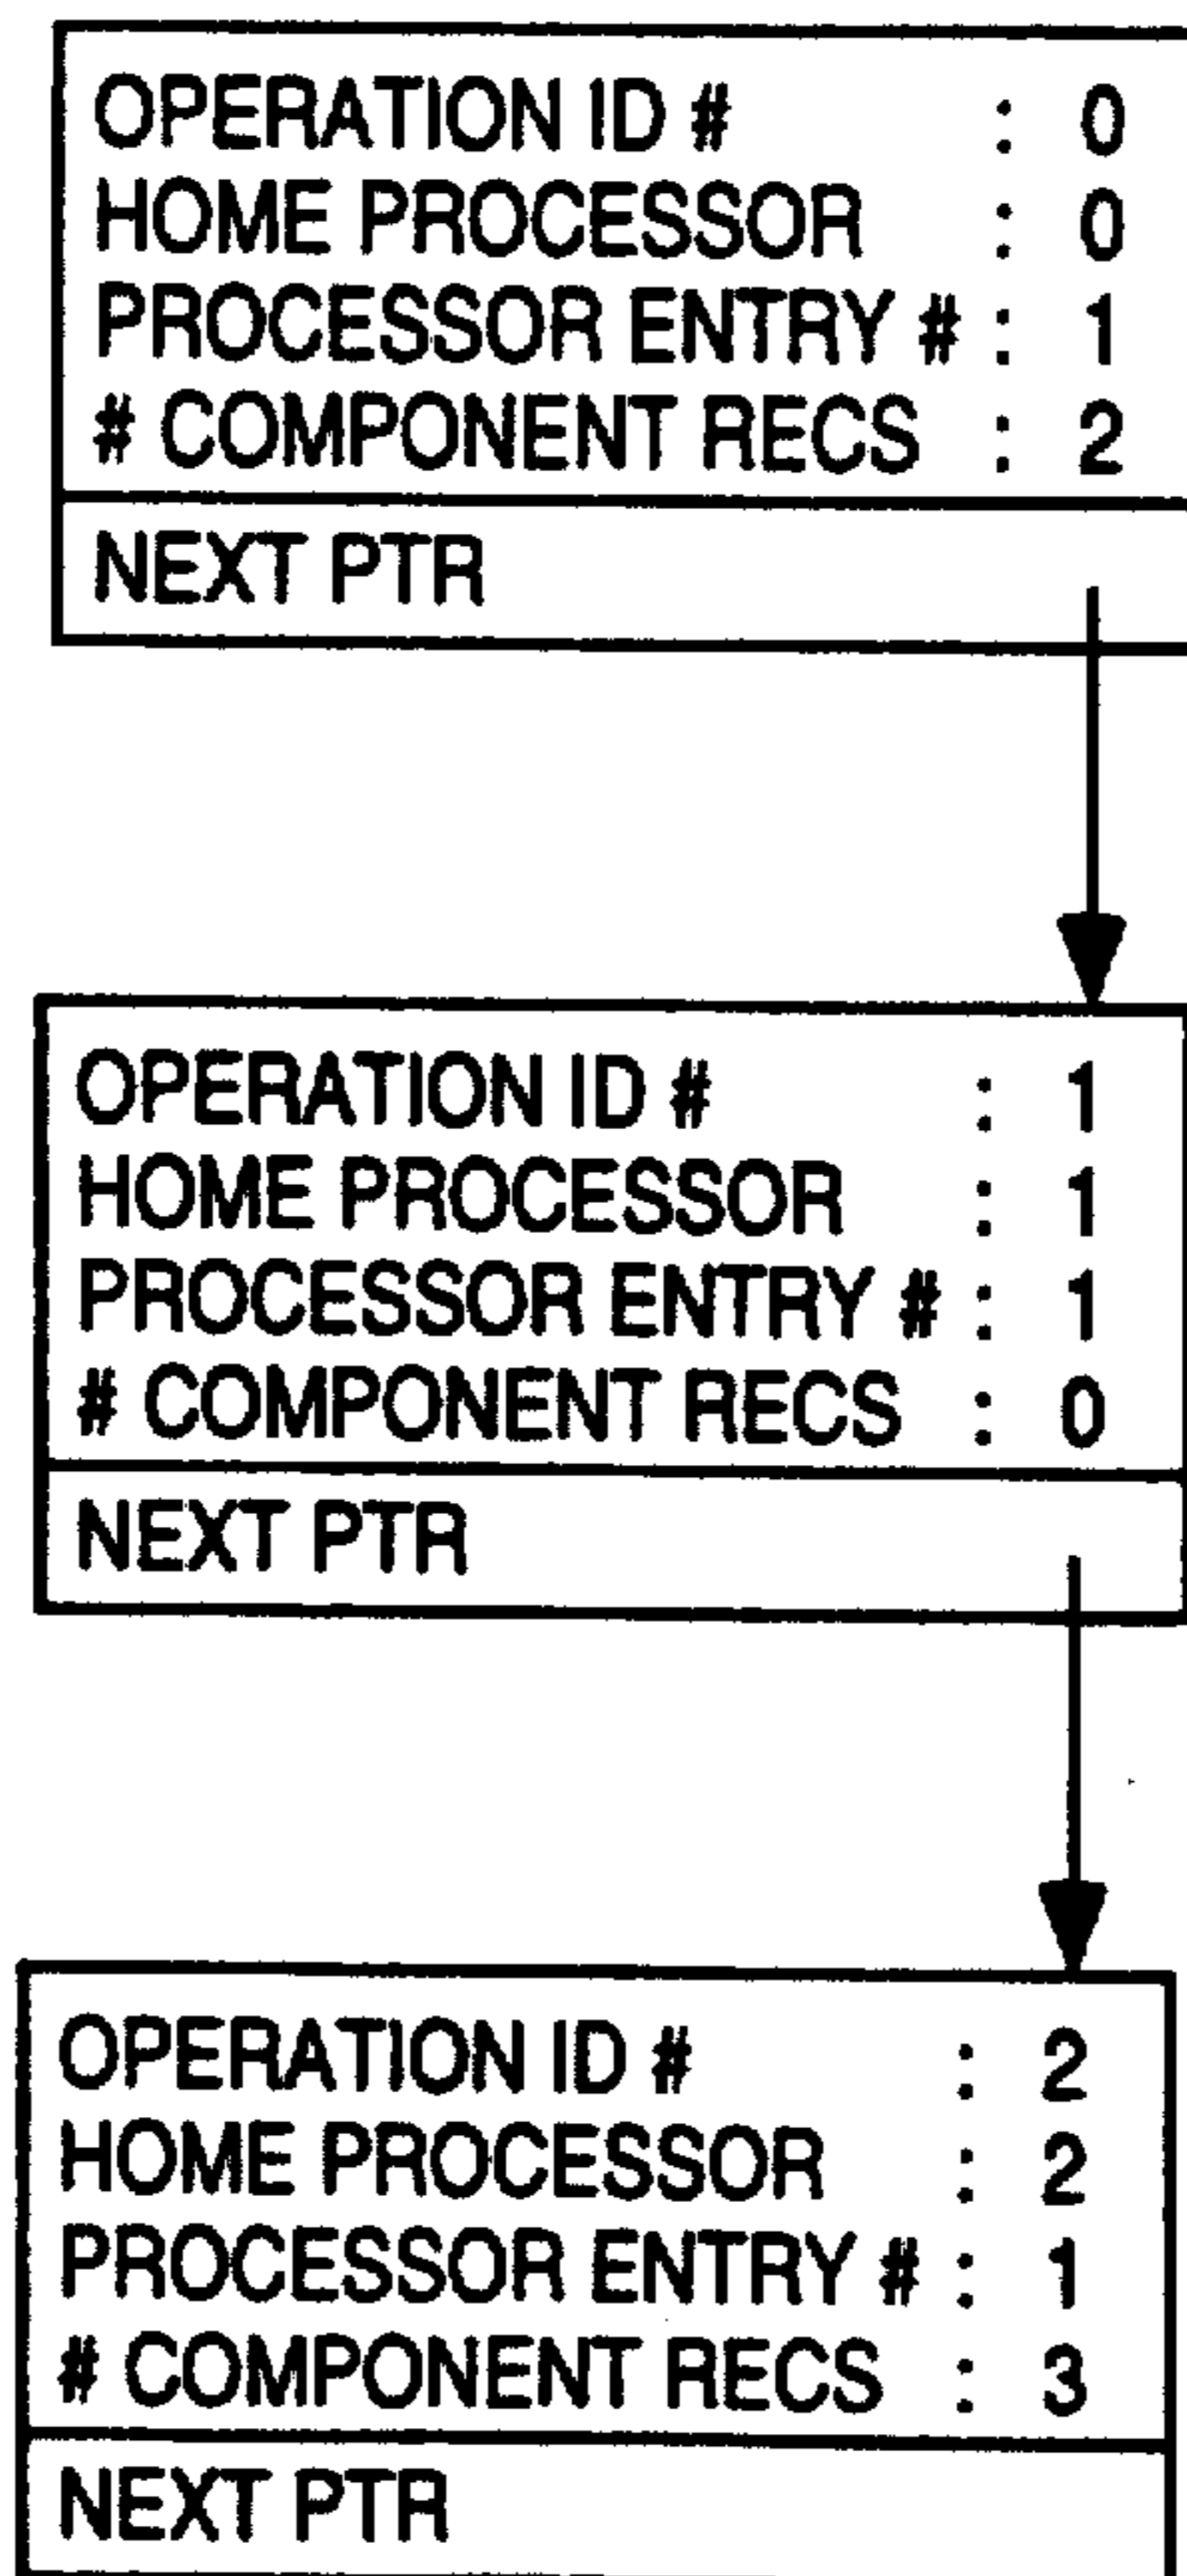 OPERATION ID # : 0
HOME PROCESSOR : 0
PROCESSOR ENTRY # : 1
# COMPONENT RECS : 2
NEXT PTR
OPERATION ID # : 1
HOME PROCESSOR : 1
PROCESSOR ENTRY # : 1
# COMPONENT RECS : 0
NEXT PTR
OPERATION ID # : 2
HOME PROCESSOR : 2
PROCESSOR ENTRY # : 1
# COMPONENT RECS : 3
NEXT PTR